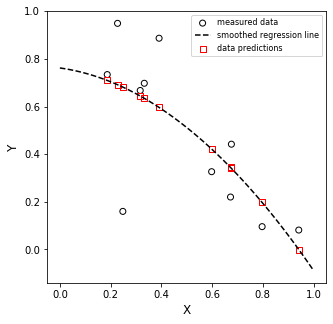 1.0
0.8
0.6
0.4
0.2
0.0
Y
measured data
smoothed regression line
data predictions
0.0 0.2 0.4 0.6 0.8 1.0
X